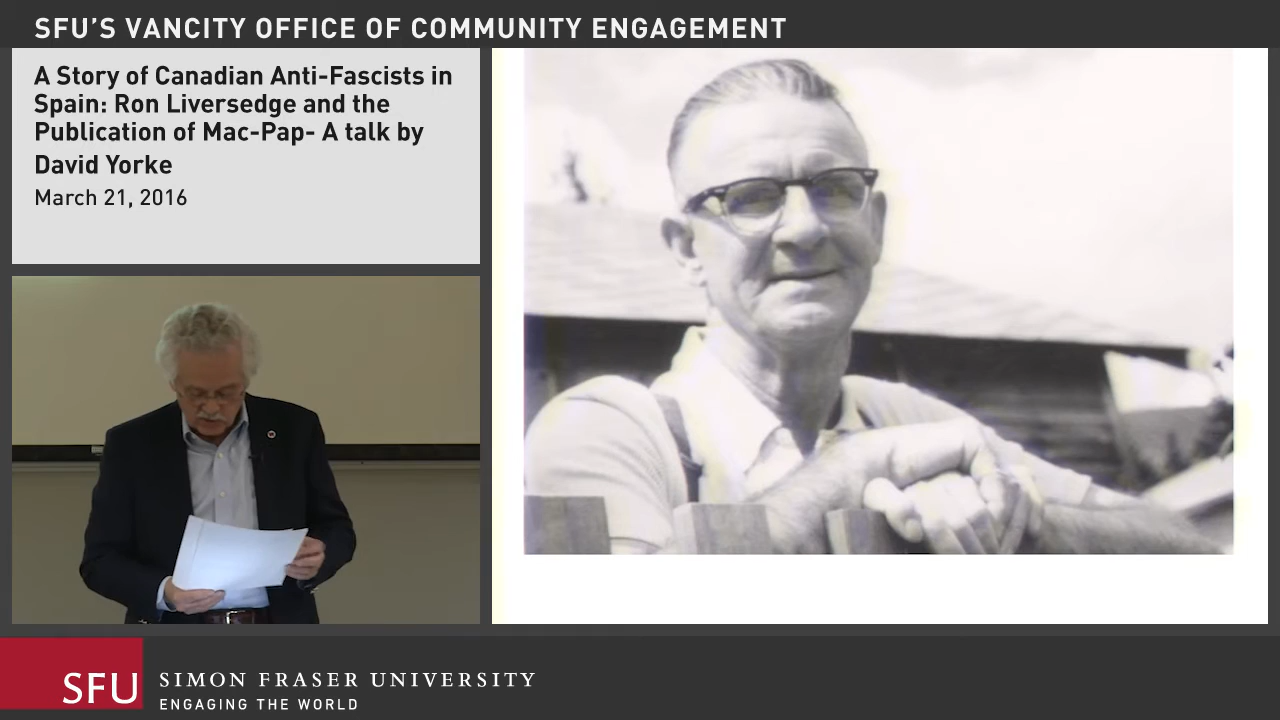 SFU'S VANCITY OFFICE OF COMMUNITY ENGAGEMENT
A Story of Canadian Anti-Fascists in
Spain: Ron Liversedge and the
Publication of Mac-Pap- A talk by
David Yorke
March 21, 2016
SFU
SIMON FRASER UNIVERSITY
ENGAGING THE WORLD